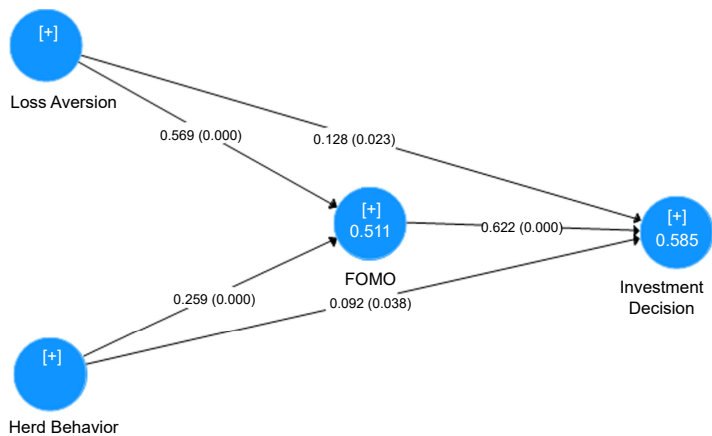 [+]
Loss Aversion
0.569 (0.000)
0.128 (0.023)
[+]
0.511
FOMO
0.622 (0.000)
[+]
0.585
Investment
Decision
0.259 (0.000)
0.092 (0.038)
[+]
Herd Behavior